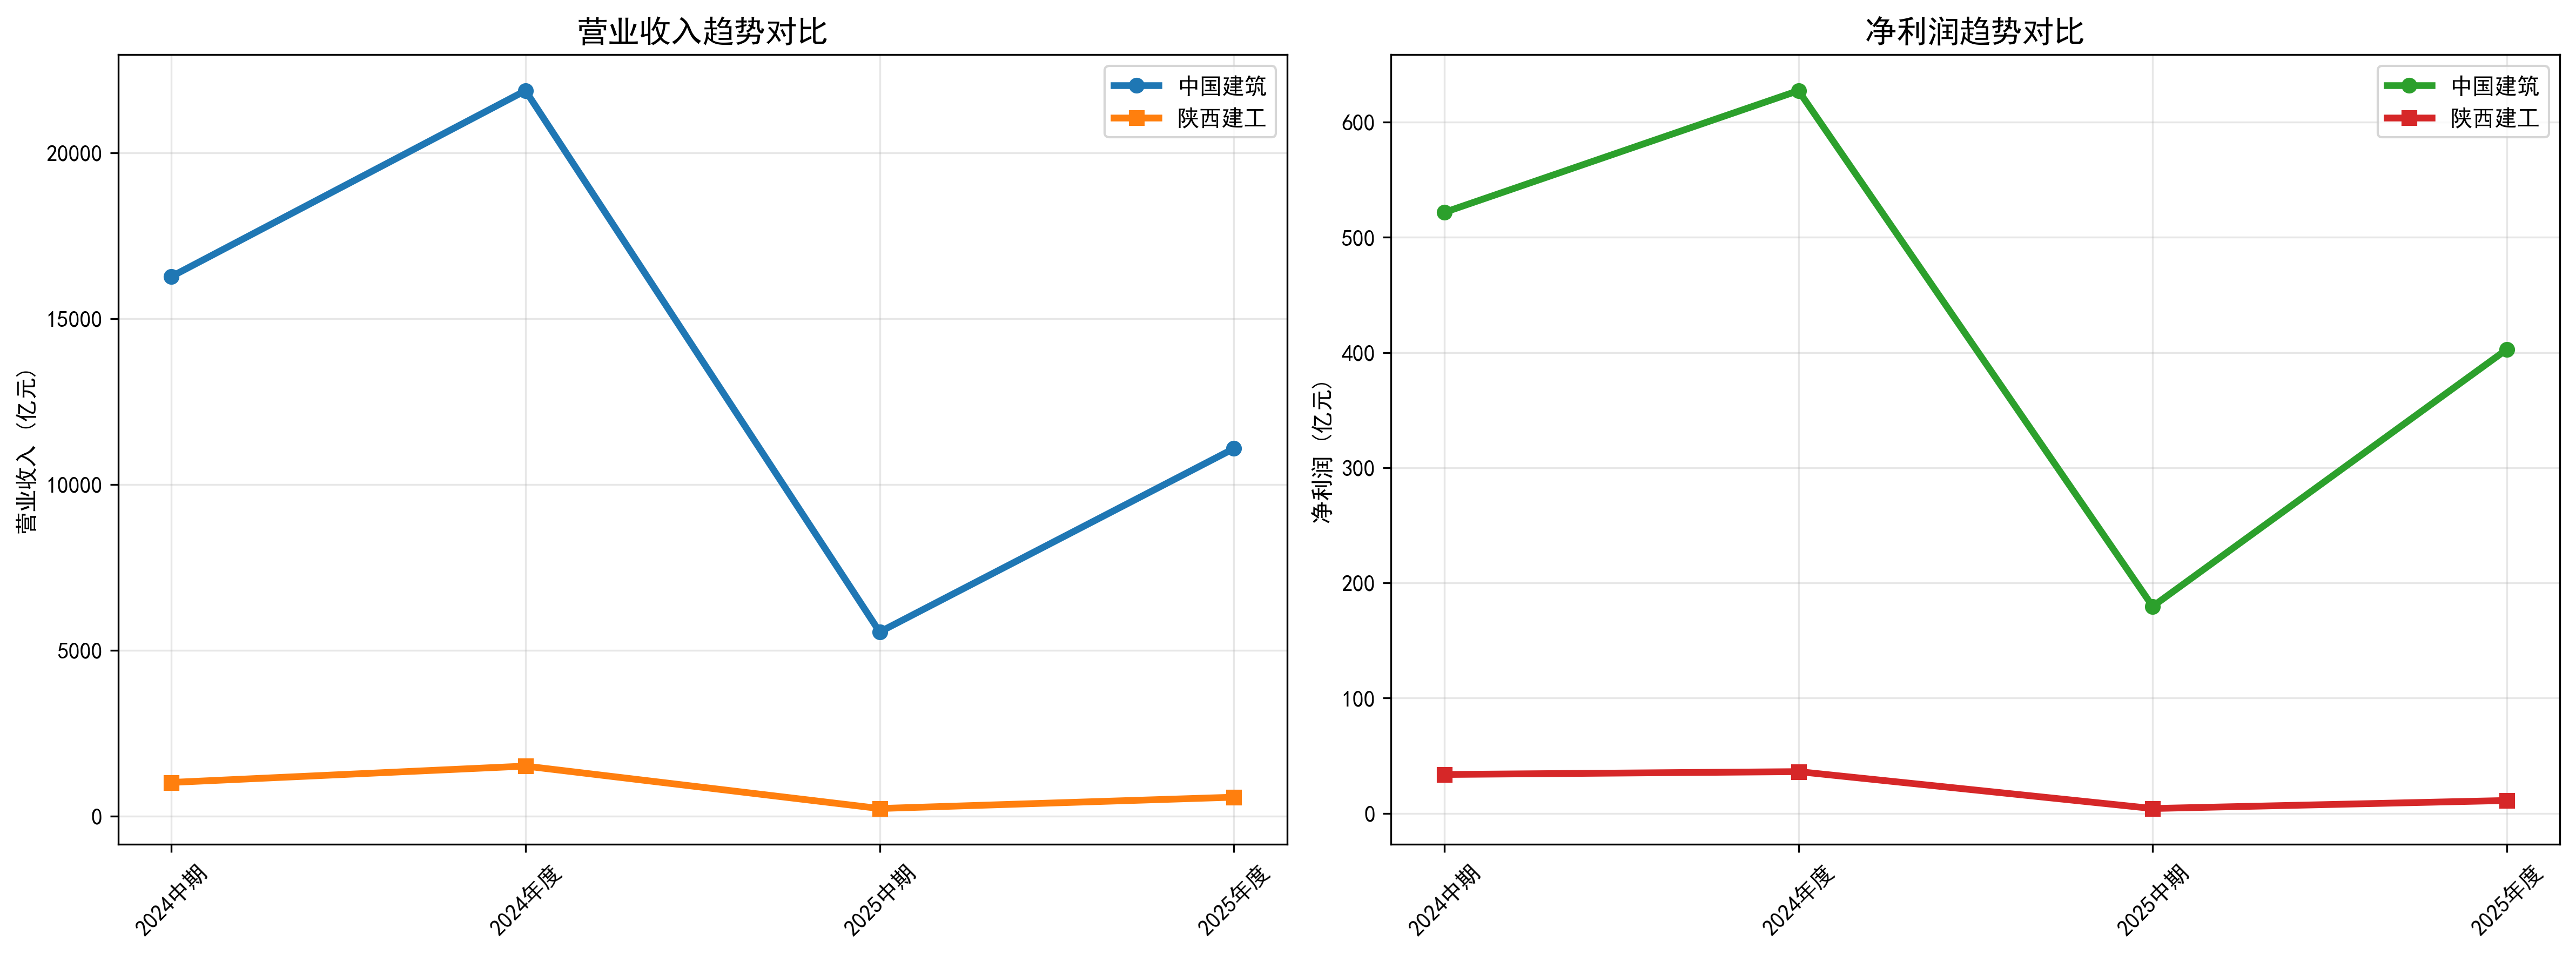 营业收入趋势对比
中国建筑
陕西建工
营业收入（亿元）
20000
15000
10000
5000
0
2024中期
2024年度
2025中期
2025年度
净利润趋势对比
中国建筑
陕西建工
净利润（亿元）
600
500
400
300
200
100
0
2024中期
2024年度
2025中期
2025年度